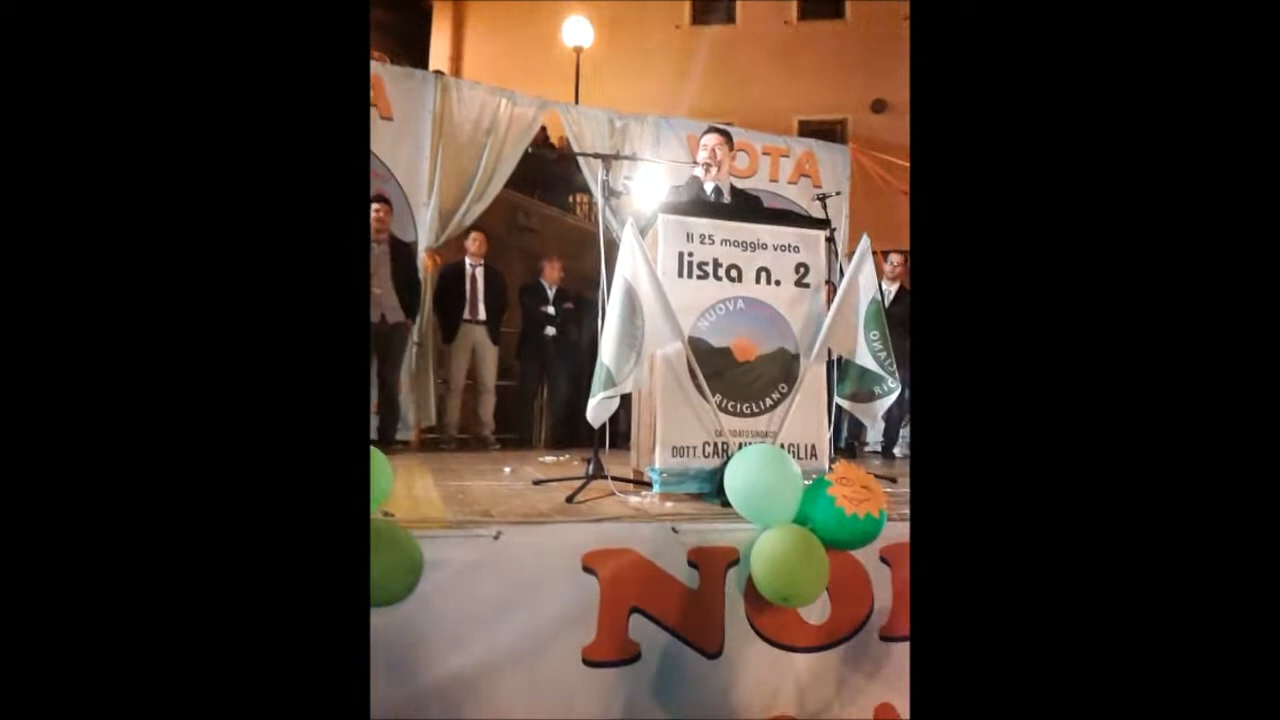 A
VOTA
Il 25 maggio vota
lista n. 2
NUOVA
RICIGLIANO
DOTT.
NO